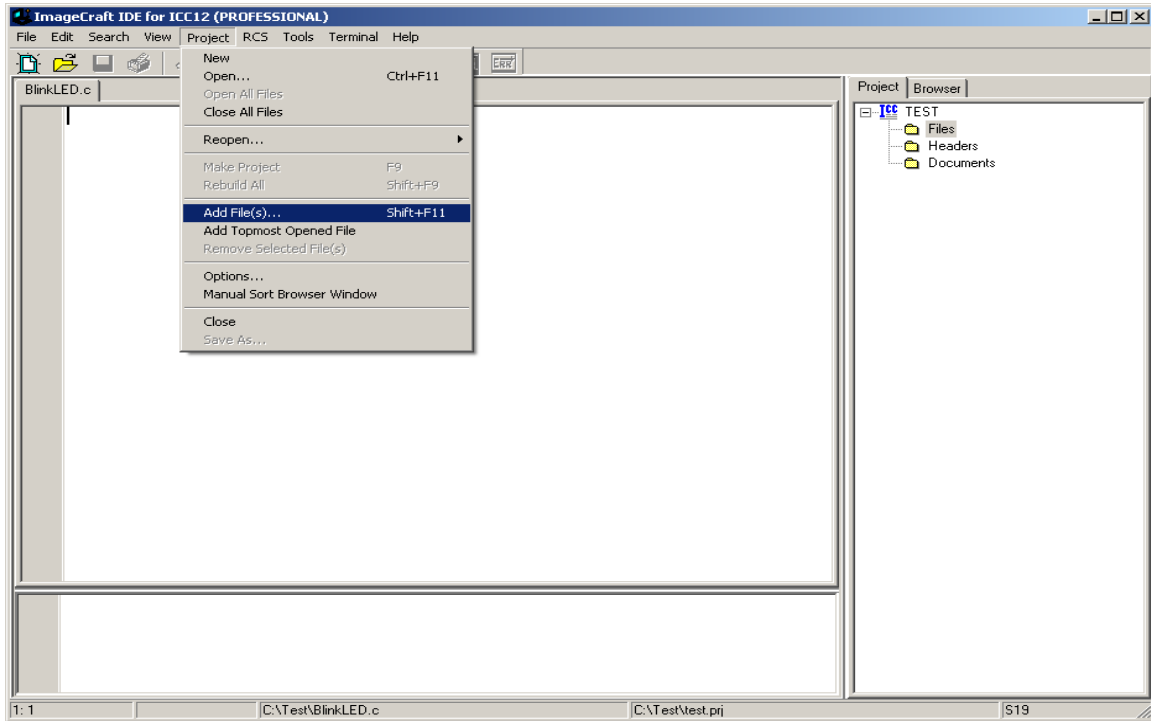 ImageCraft IDE for ICC12 (PROFESSIONAL)
File Edit Search View Project RCS Tools Terminal Help
ERR
BlinkLED.c
New
Open... Ctrl+F11
Open All Files
Close All Files
Reopen...
Make Project F9
Rebuild All Shift+F9
Add File(s)... Shift+F11
Add Topmost Opened File
Remove Selected File(s)
Options...
Manual Sort Browser Window
Close
Save As...
Project Browser
ICC TEST
Files
Headers
Documents
1: 1 C:\Test\BlinkLED.c C:\Test\test.prj S19